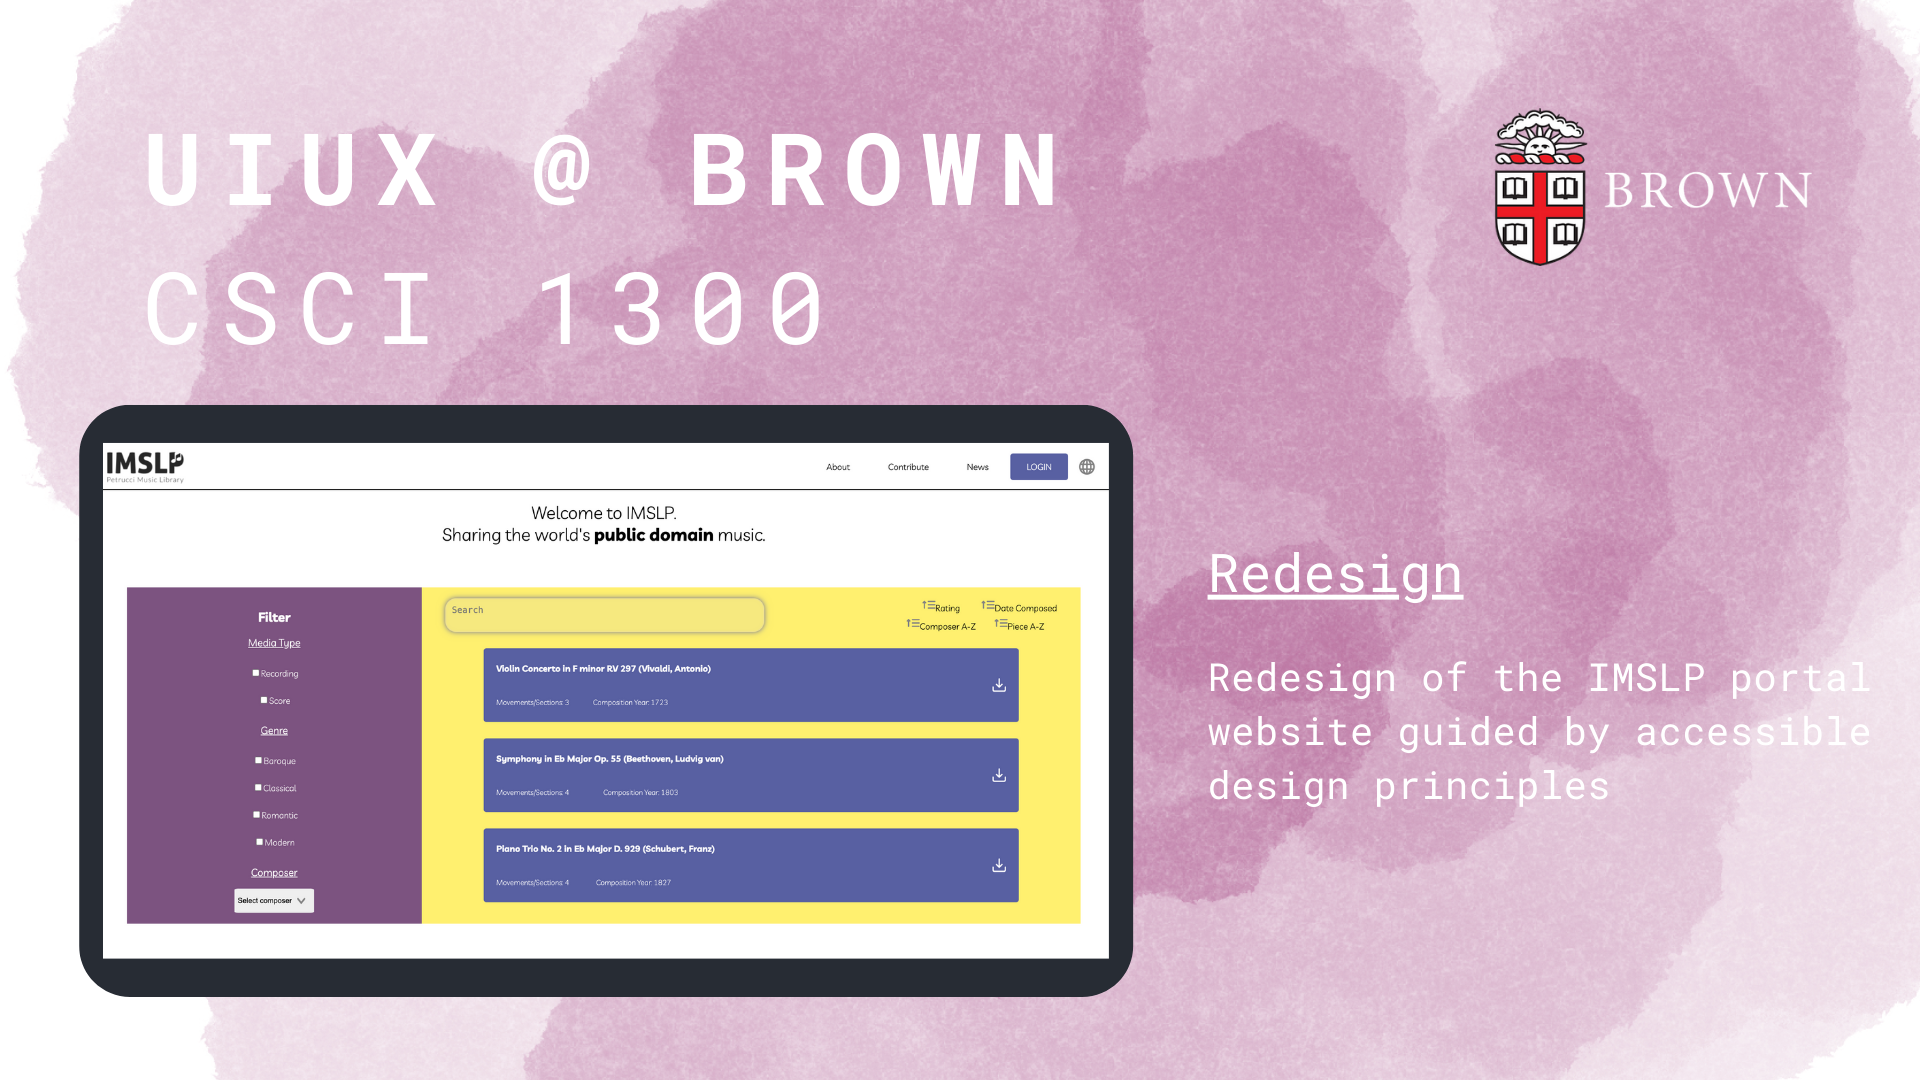 UIUX @ BROWN
CSCI 1300
BROWN
IMSLP
Petrucci Music Library
About
Contribute
News
LOGIN
Welcome to IMSLP.
Sharing the world's public domain music.
Filter
Media Type
Recording
Score
Genre
Baroque
Classical
Romantic
Modern
Composer
Select composer
Search
Rating
Date Composed
Composer A-Z
Piece A-Z
Violin Concerto in F minor RV 297 (Vivaldi, Antonio)
Movements/Sections: 3
Composition Year: 1723
Symphony in Eb Major Op. 55 (Beethoven, Ludvig van)
Movements/Sections: 4
Composition Year: 1803
Piano Trio No. 2 in Eb Major D. 929 (Schubert, Franz)
Movements/Sections: 4
Composition Year: 1827
Redesign
Redesign of the IMSLP portal
website guided by accessible
design principles